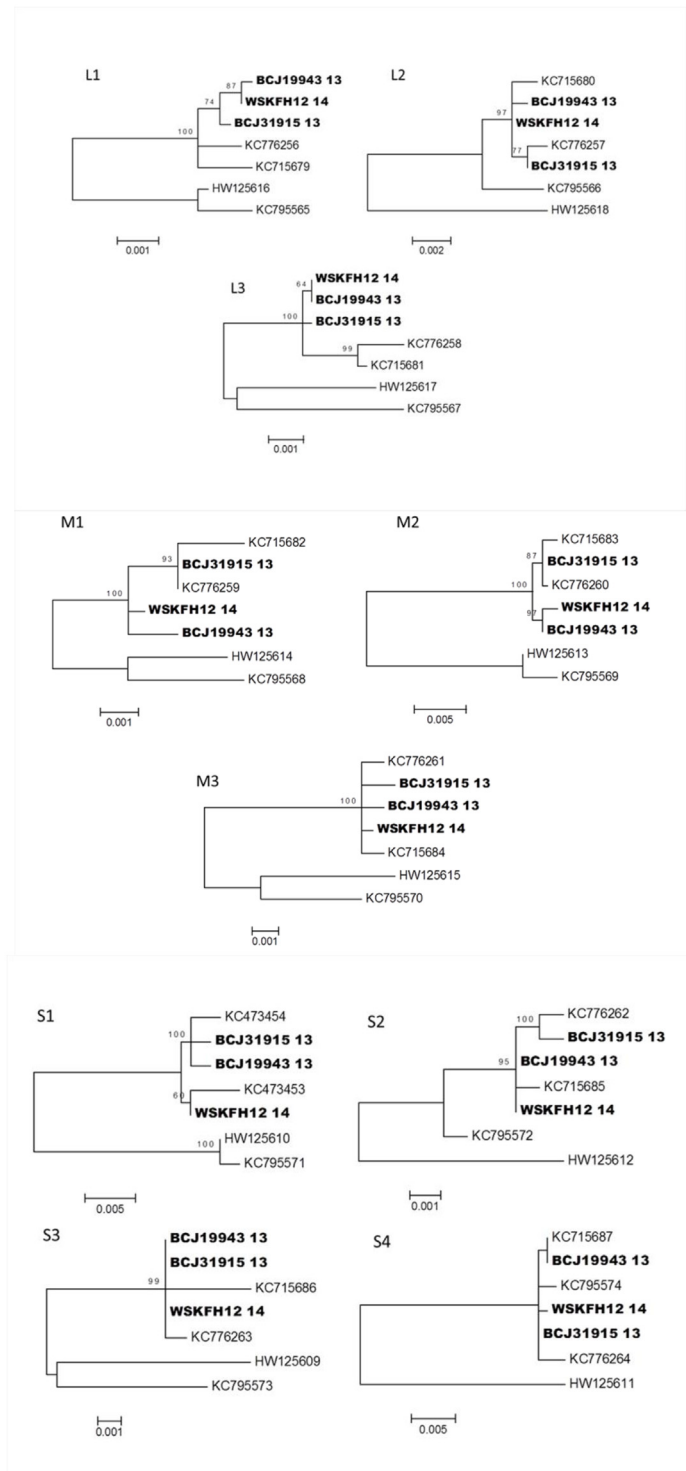 L1
87
BCJ19943 13
74
WSKFH12 14
BCJ31915 13
100
KC776256
KC715679
HW125616
KC795565
0.001
L2
KC715680
97
BCJ19943 13
WSKFH12 14
77
KC776257
BCJ31915 13
KC795566
HW125618
0.002
L3
64
WSKFH12 14
BCJ19943 13
100
BCJ31915 13
99
KC776258
KC715681
HW125617
KC795567
0.001
M1
KC715682
93
BCJ31915 13
KC776259
100
WSKFH12 14
BCJ19943 13
HW125614
KC795568
0.001
M2
KC715683
87
BCJ31915 13
100
KC776260
97
WSKFH12 14
BCJ19943 13
HW125613
KC795569
0.005
M3
KC776261
BCJ31915 13
100
BCJ19943 13
WSKFH12 14
KC715684
HW125615
KC795570
0.001
S1
KC473454
100
BCJ31915 13
BCJ19943 13
60
KC473453
WSKFH12 14
100
HW125610
KC795571
0.005
S2
100
KC776262
BCJ31915 13
95
BCJ19943 13
KC715685
WSKFH12 14
KC795572
HW125612
0.001
S3
BCJ19943 13
BCJ31915 13
99
KC715686
WSKFH12 14
KC776263
HW125609
KC795573
0.001
S4
KC715687
BCJ19943 13
KC795574
WSKFH12 14
BCJ31915 13
KC776264
HW125611
0.005